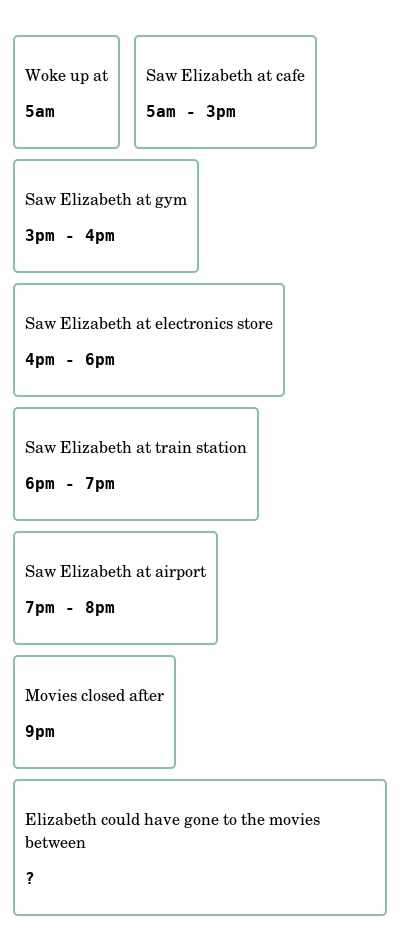 Woke up at
5am
Saw Elizabeth at cafe
5am - 3pm
Saw Elizabeth at gym
3pm - 4pm
Saw Elizabeth at electronics store
4pm - 6pm
Saw Elizabeth at train station
6pm - 7pm
Saw Elizabeth at airport
7pm - 8pm
Movies closed after
9pm
Elizabeth could have gone to the movies
between
?